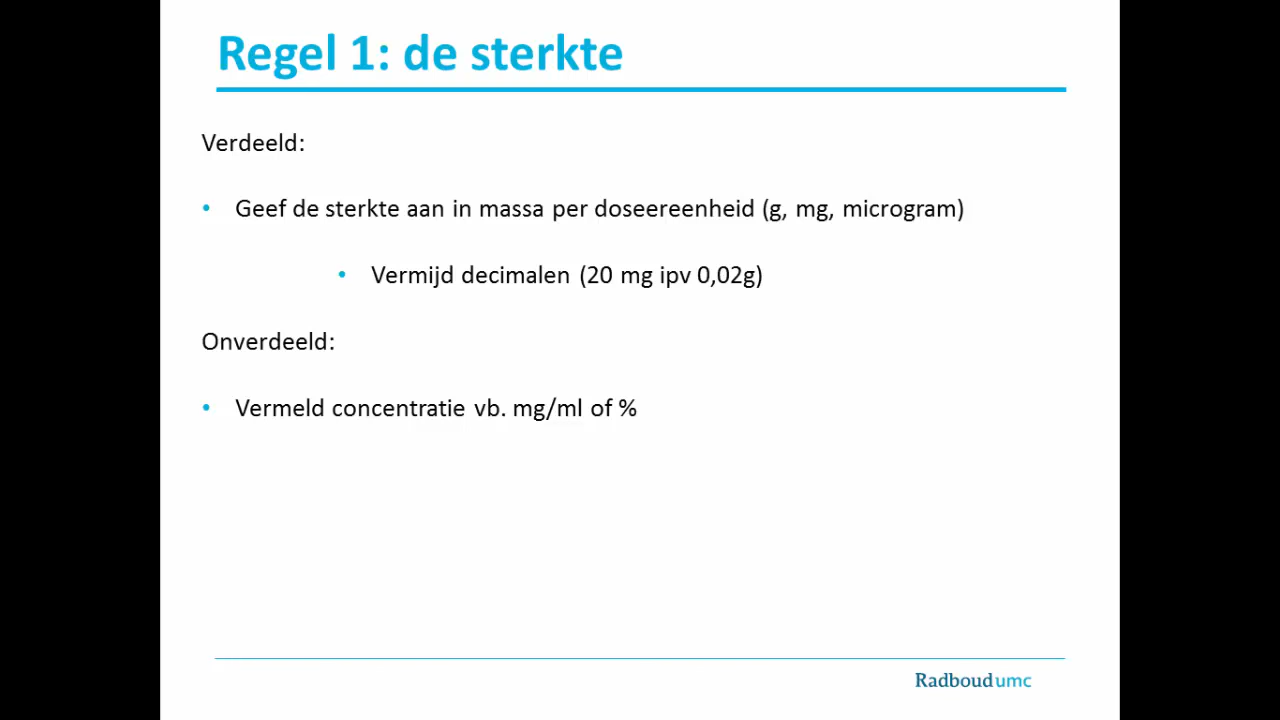 Regel 1: de sterkte
Verdeeld:
• Geef de sterkte aan in massa per doseereenheid (g, mg, microgram)
• Vermijd decimalen (20 mg ipv 0,02g)
Onverdeeld:
• Vermeld concentratie vb. mg/ml of %
Radboudumc